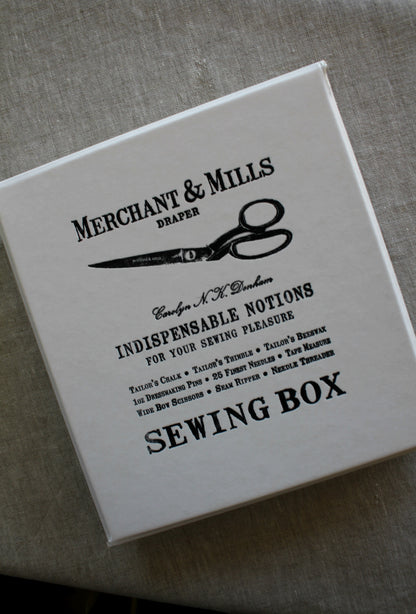 MERCHANT & MILLS
DRAPER
Carolyn N. K. Denham
INDISPENSABLE NOTIONS
FOR YOUR SEWING PLEASURE
TAILOR'S CHALK • TAILOR'S THIMBLE • TAILOR'S BEESWAX
1OZ DRESSMAKING PINS • 25 FINEST NEEDLES • TAPE MEASURE
WIDE BOW SCISSORS • SEAM RIPPER • NEEDLE THREADER
SEWING BOX